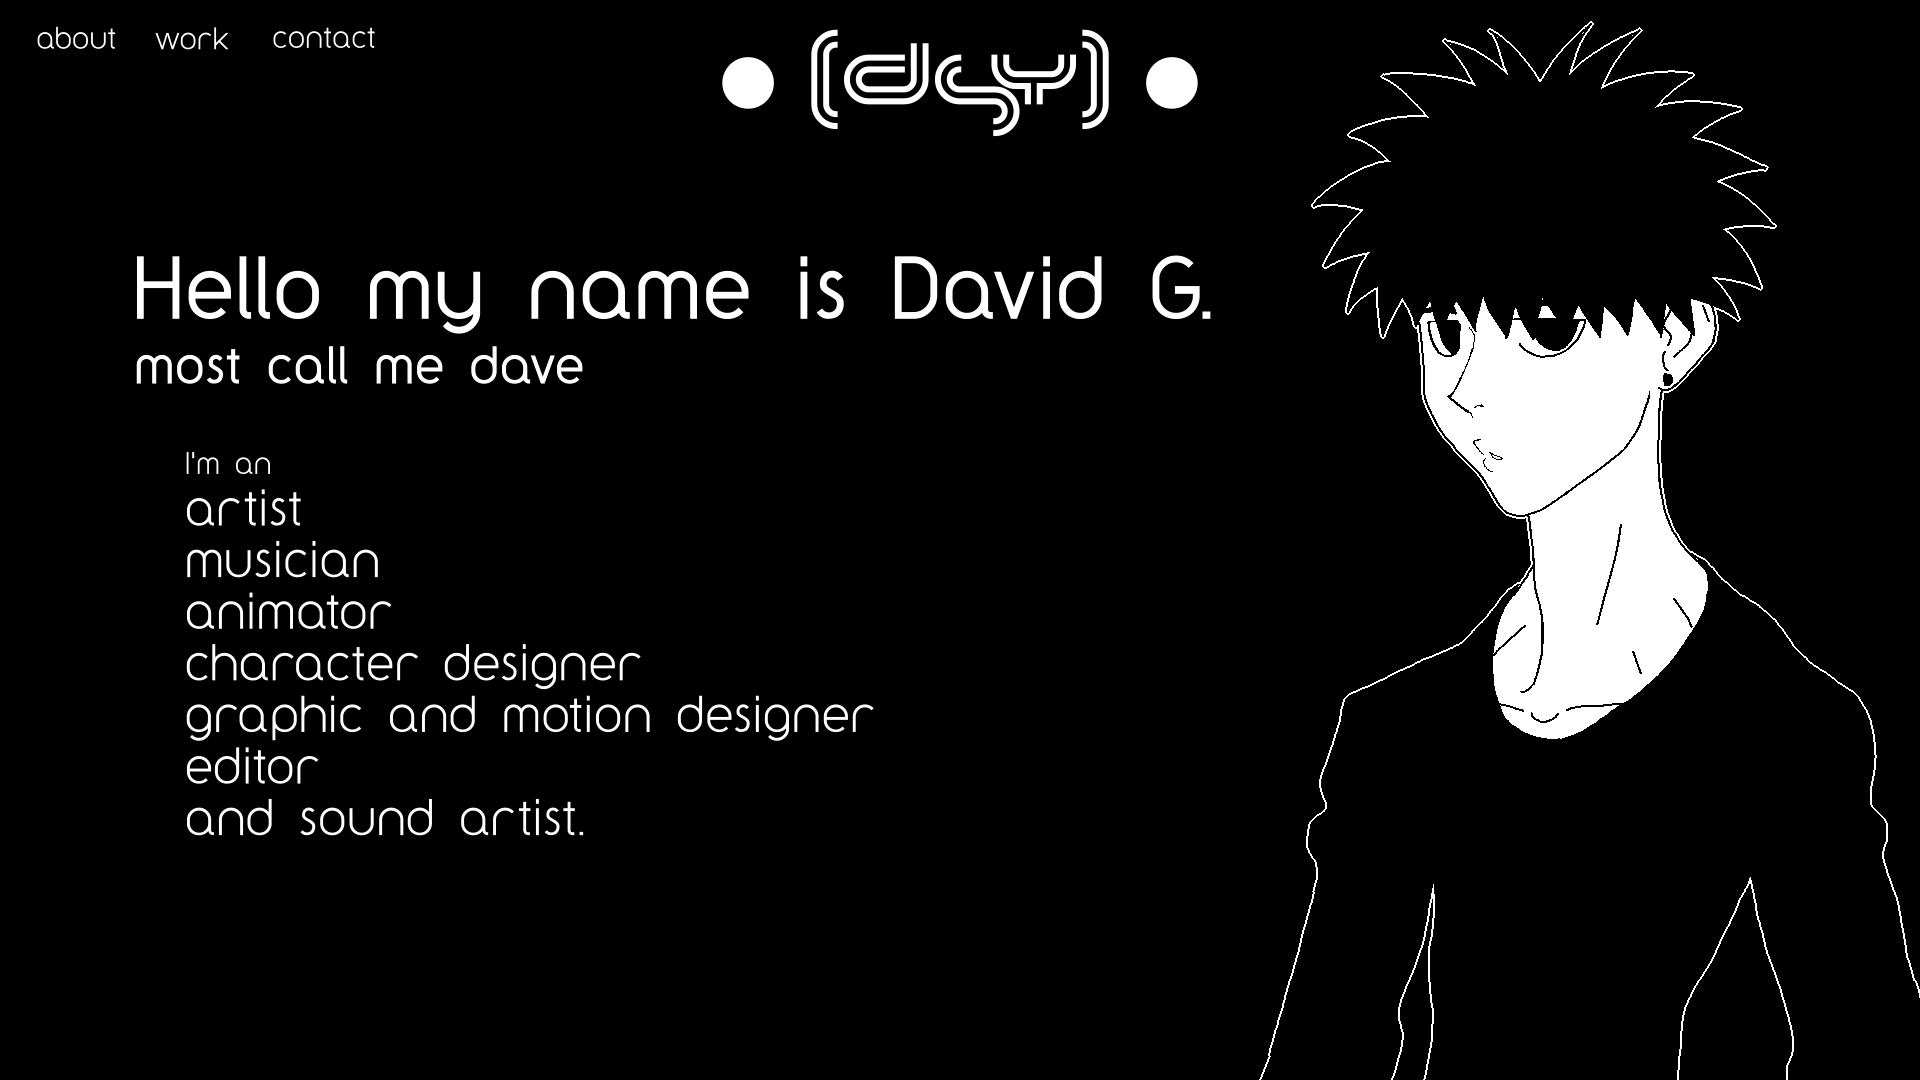 about work contact
(dsy)
Hello my name is David G.
most call me dave
I'm an
artist
musician
animator
character designer
graphic and motion designer
editor
and sound artist.